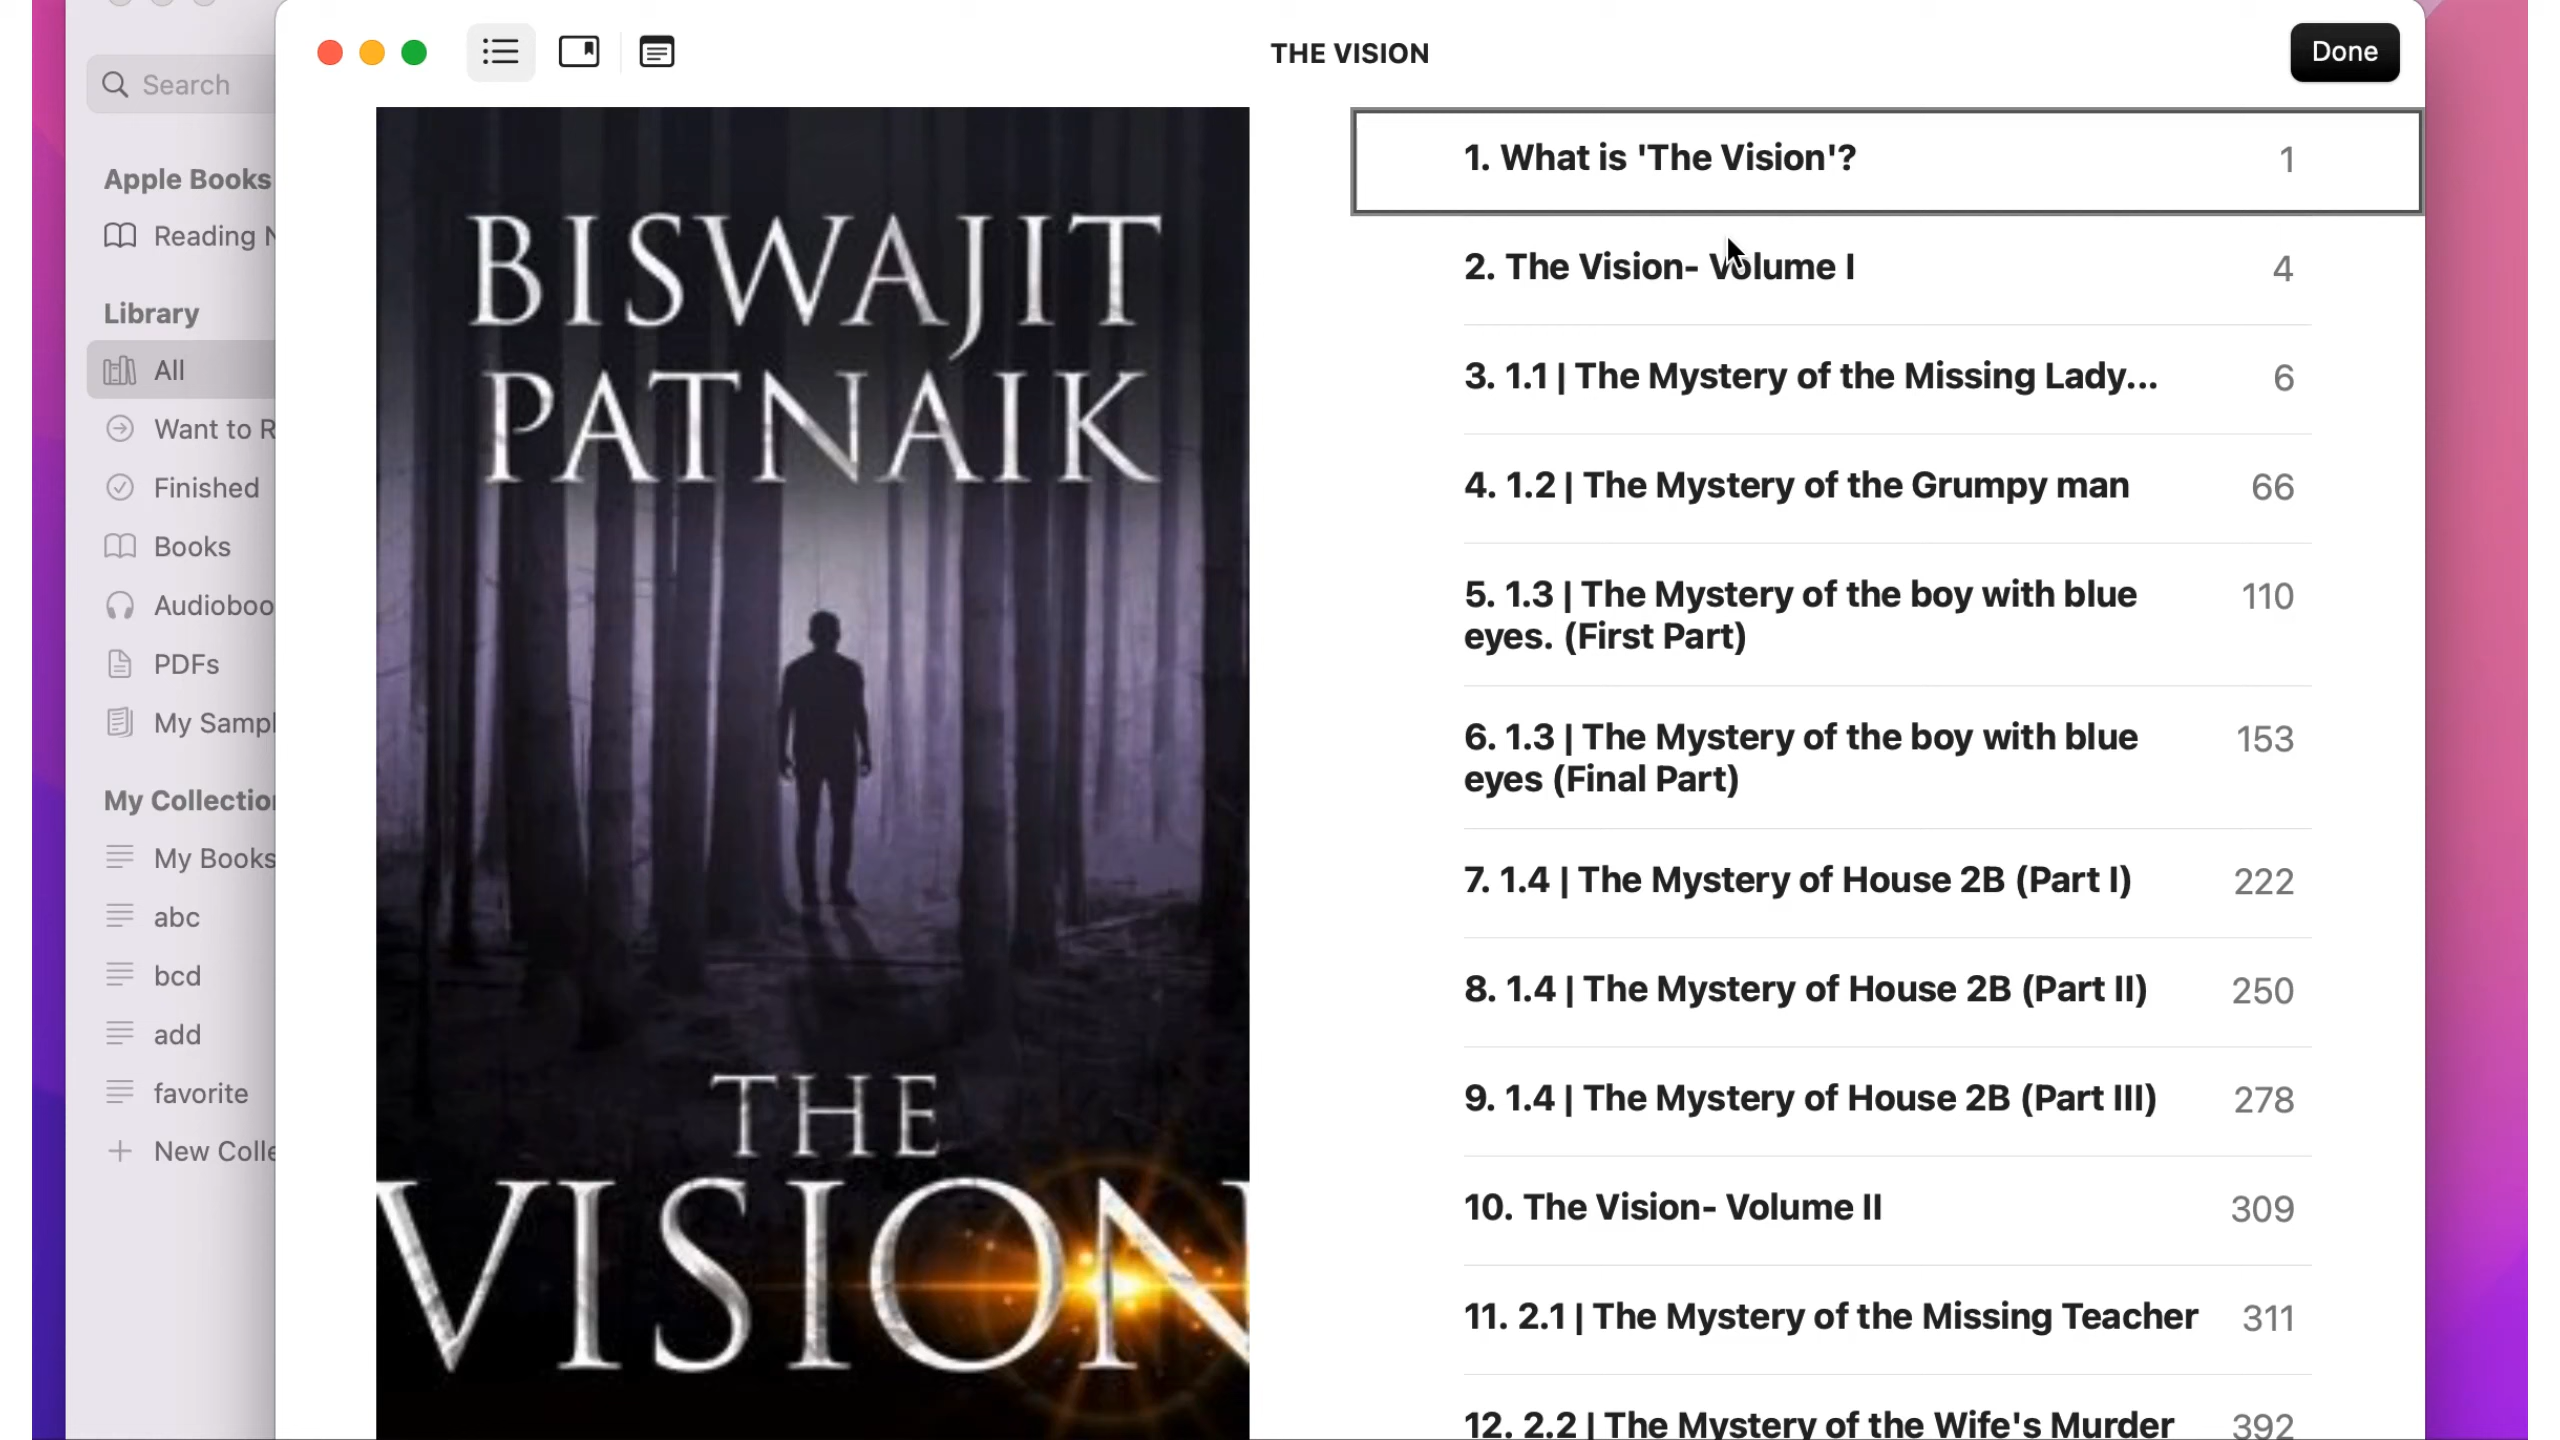 Search
Apple Books
Reading N
Library
All
Want to R
Finished
Books
Audioboo
PDFs
My Sampl
My Collection
My Books
abc
bcd
add
favorite
New Colle
THE VISION
Done
BISWAJIT
PATNAIK
THE
VISION
1. What is 'The Vision'? 1
2. The Vision- Volume I 4
3. 1.1 | The Mystery of the Missing Lady... 6
4. 1.2 | The Mystery of the Grumpy man 66
5. 1.3 | The Mystery of the boy with blue 110
eyes. (First Part)
6. 1.3 | The Mystery of the boy with blue 153
eyes (Final Part)
7. 1.4 | The Mystery of House 2B (Part I) 222
8. 1.4 | The Mystery of House 2B (Part II) 250
9. 1.4 | The Mystery of House 2B (Part III) 278
10. The Vision- Volume II 309
11. 2.1 | The Mystery of the Missing Teacher 311
12. 2.2 | The Mystery of the Wife's Murder 392